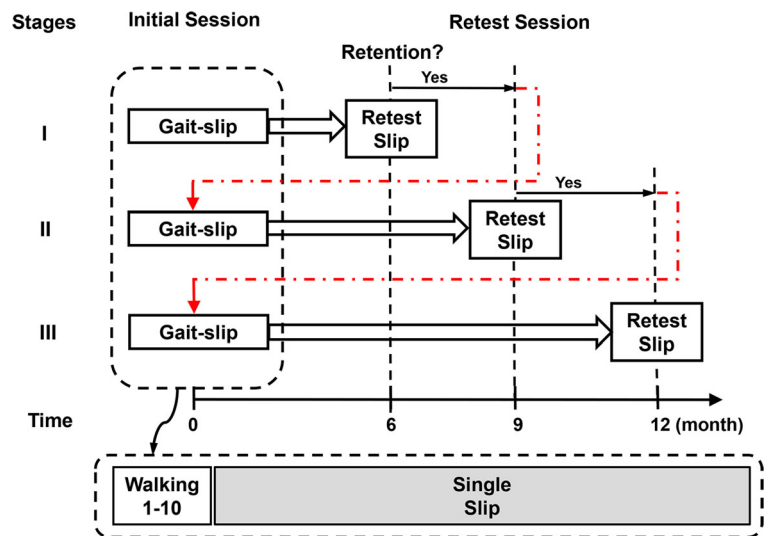 Stages
Initial Session
Retest Session
Retention?
Yes
I
Gait-slip
Retest
Slip
Yes
II
Gait-slip
Retest
Slip
III
Gait-slip
Retest
Slip
Time
0
6
9
12 (month)
Walking
1-10
Single
Slip